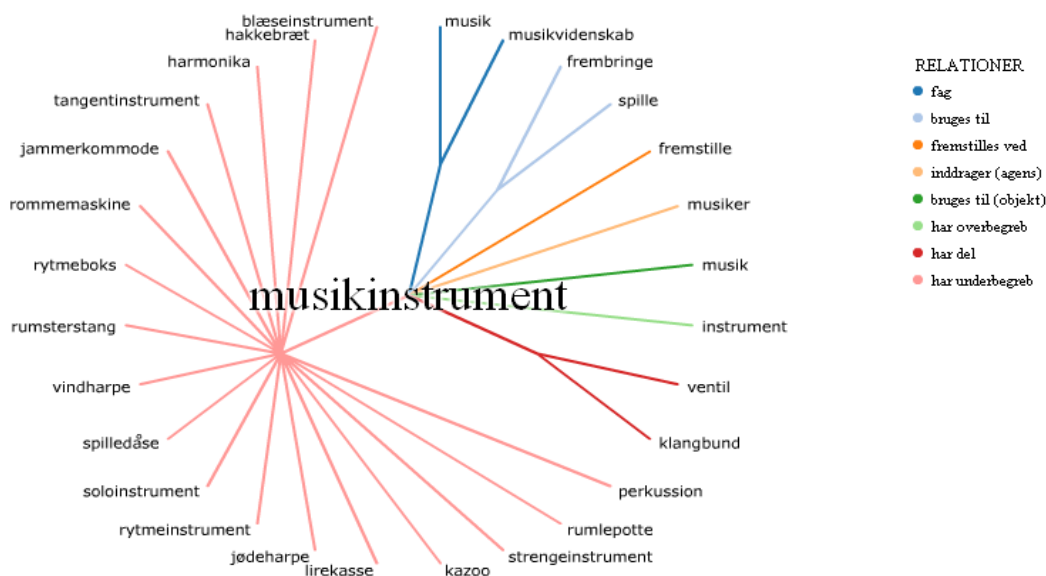 blæseinstrument
musik
hakkebræt
musikvidenskab
harmonika
frembringe
tangentinstrument
spille
jammerkommode
fremstille
rommemaskine
musiker
rytmeboks
musik
musikinstrument
rumsterstang
instrument
vindharpe
ventil
spilledåse
klangbund
soloinstrument
perkussion
rytmeinstrument
rumlepotte
jødeharpe
strengeinstrument
lirekasse
kazoo
RELATIONER
fag
bruges til
fremstilles ved
inddrager (agens)
bruges til (objekt)
har overbegreb
har del
har underbegreb